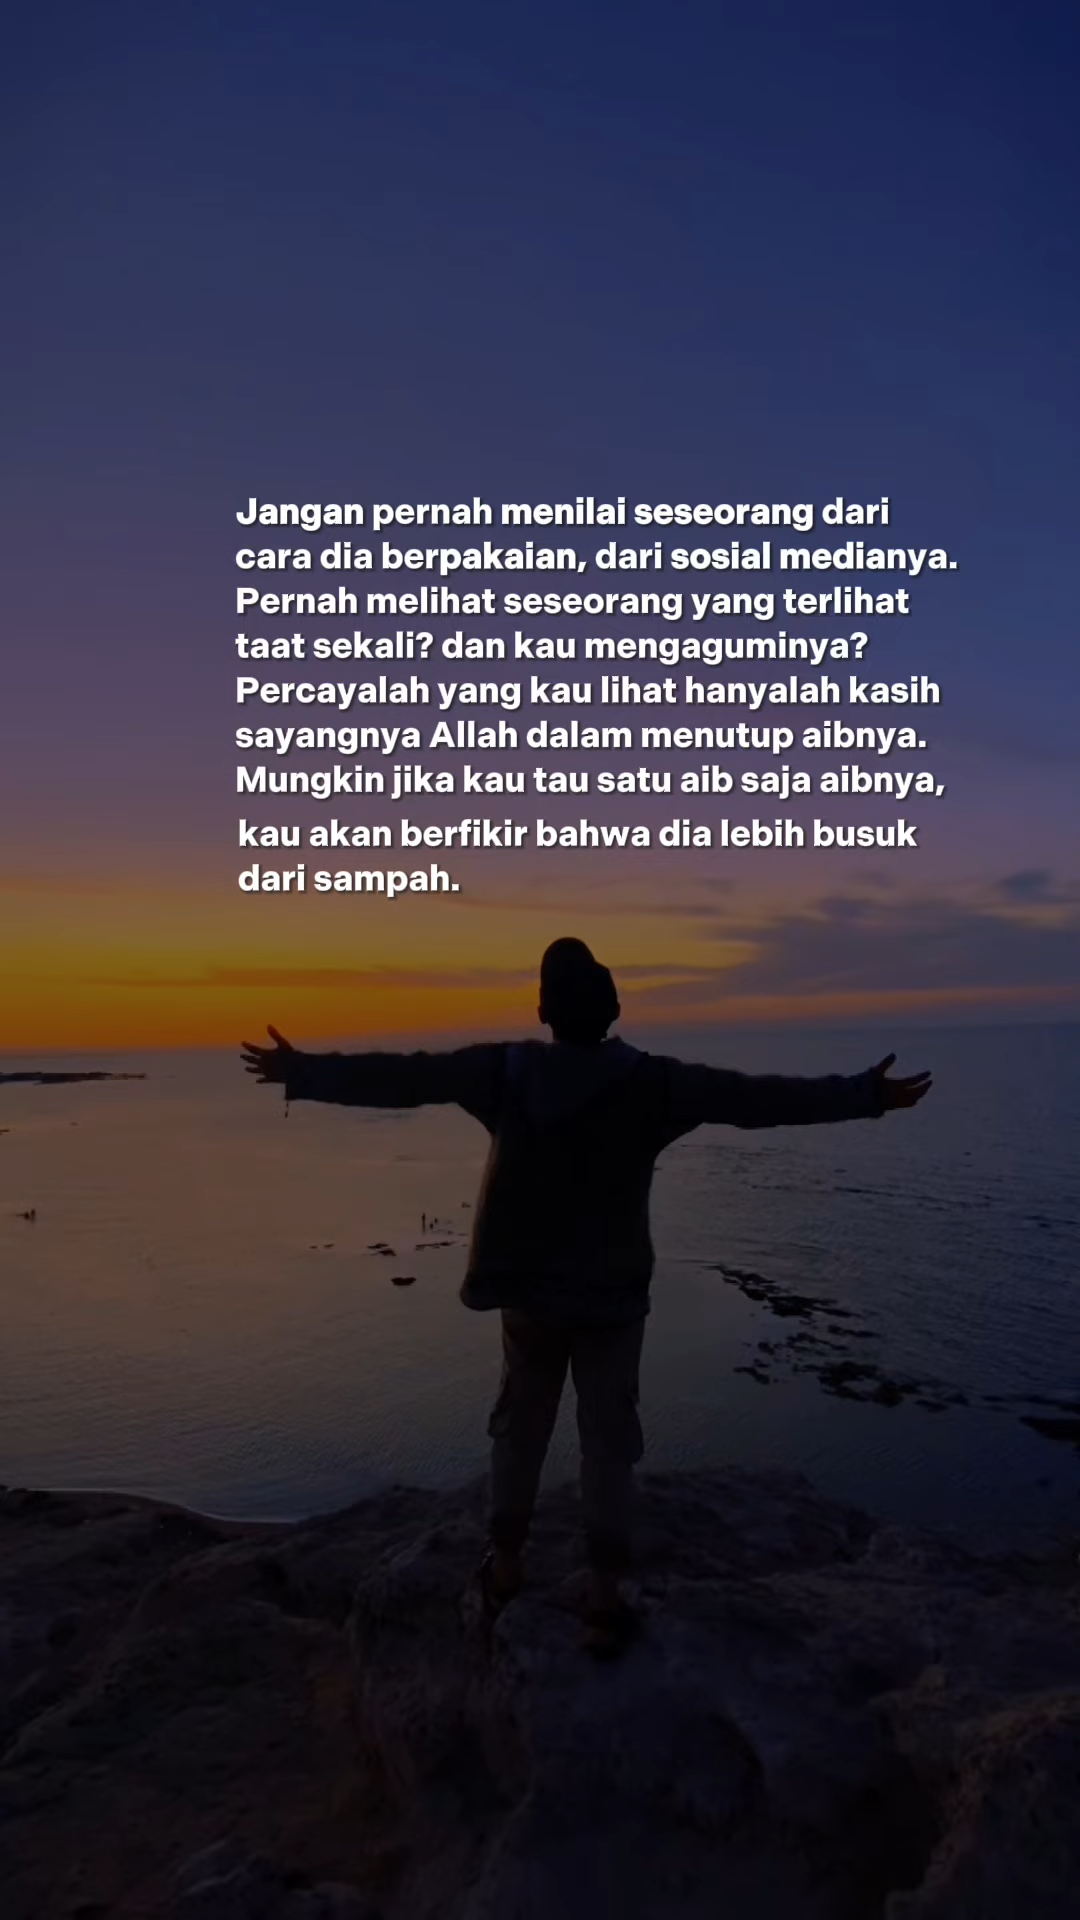 Jangan pernah menilai seseorang dari
cara dia berpakaian, dari sosial medianya.
Pernah melihat seseorang yang terlihat
taat sekali? dan kau mengaguminya?
Percayalah yang kau lihat hanyalah kasih
sayangnya Allah dalam menutup aibnya.
Mungkin jika kau tau satu aib saja aibnya,
kau akan berfikir bahwa dia lebih busuk
dari sampah.